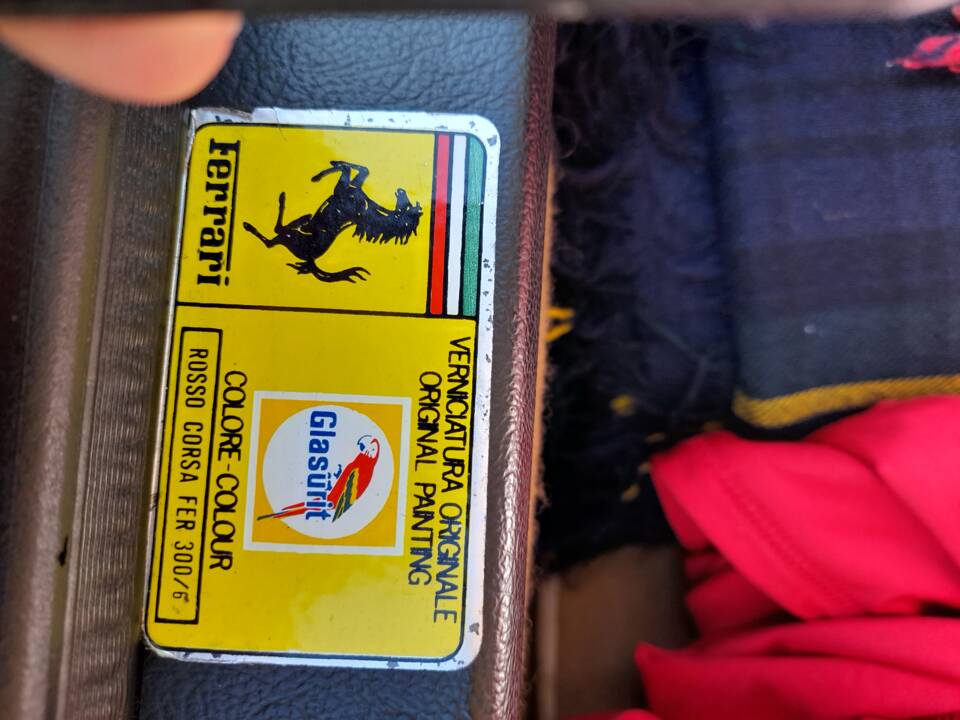 Ferrari
VERNICIATURA ORIGINALE
ORIGINAL PAINTING
Glasurit
COLORE-COLOUR
ROSSO CORSA FER 300/6